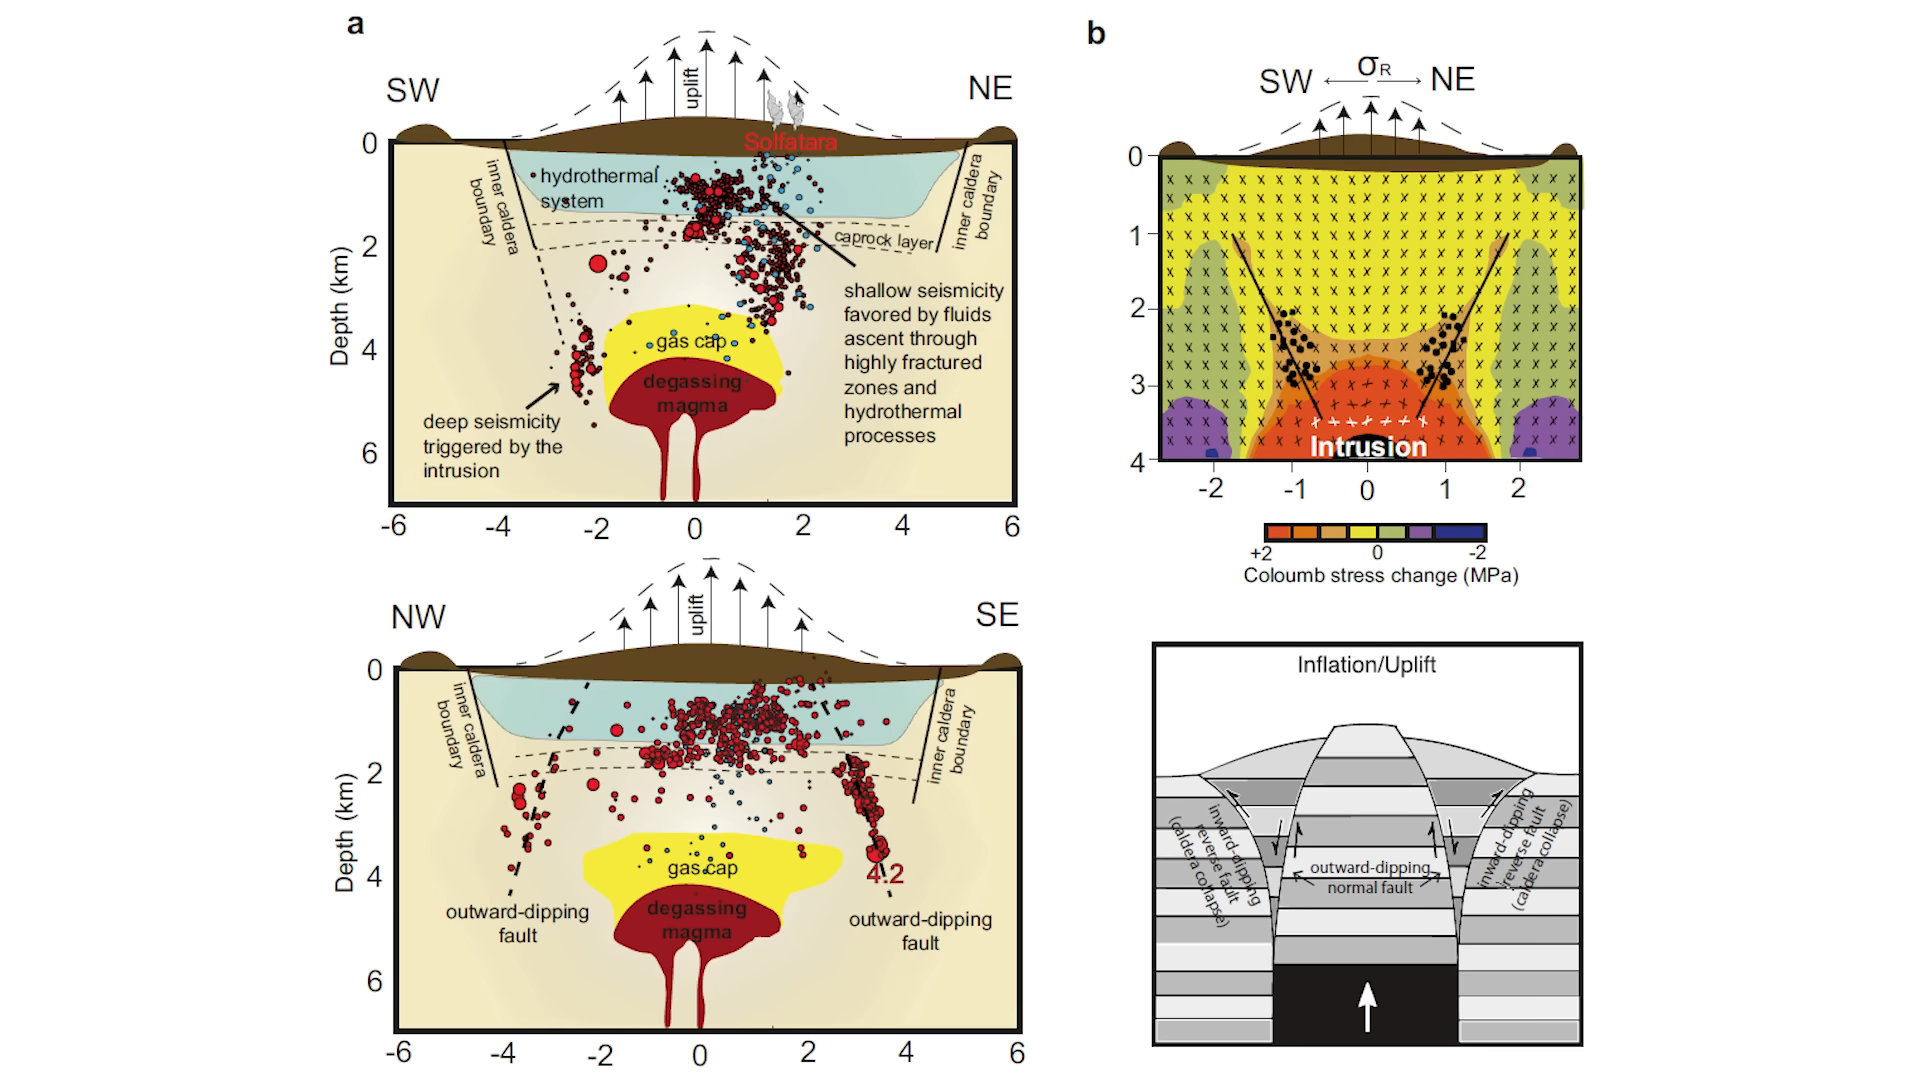 a
SW
NE
uplift
Solfatara
0
2
4
6
Depth (km)
inner caldera
boundary
hydrothermal
system
inner caldera
boundary
caprock layer
shallow seismicity
favored by fluids
ascent through
highly fractured
zones and
hydrothermal
processes
gas cap
degassing
magma
deep seismicity
triggered by the
intrusion
-6
-4
-2
0
2
4
6
NW
SE
uplift
0
2
4
6
Depth (km)
inner caldera
boundary
inner caldera
boundary
gas cap
degassing
magma
4.2
outward-dipping
fault
outward-dipping
fault
-6
-4
-2
0
2
4
6
b
SW
σR
NE
0
1
2
3
4
Intrusion
-2
-1
0
1
2
+2
0
-2
Coloumb stress change (MPa)
Inflation/Uplift
inward-dipping
reverse fault
(caldera collapse)
outward-dipping
normal fault
inward-dipping
reverse fault
(caldera collapse)